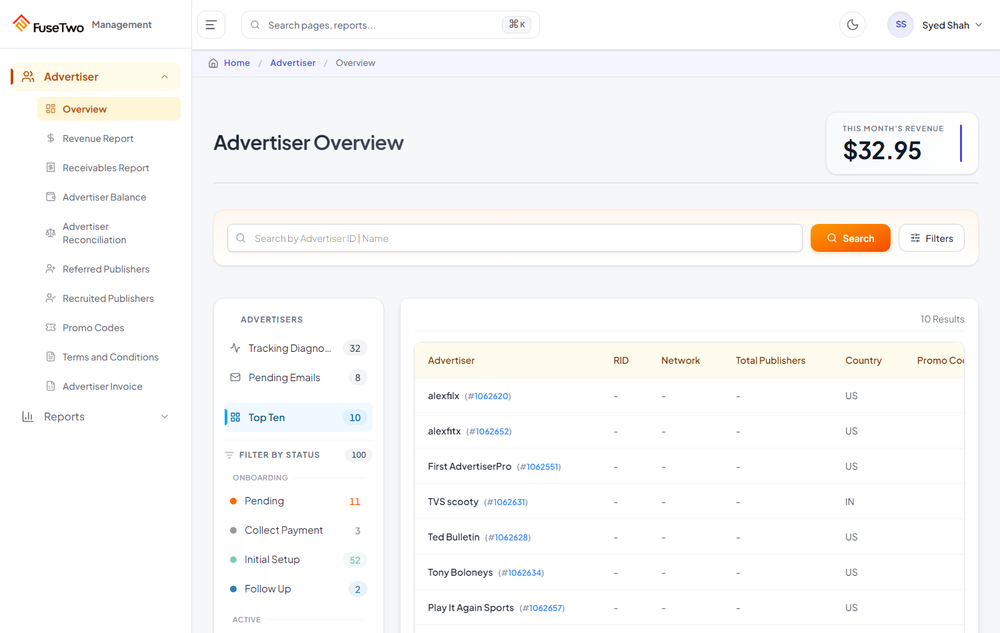 FuseTwo Management
Search pages, reports...
⌘ K
SS
Syed Shah
Home / Advertiser / Overview
Advertiser
Overview
Revenue Report
Receivables Report
Advertiser Balance
Advertiser
Reconciliation
Referred Publishers
Recruited Publishers
Promo Codes
Terms and Conditions
Advertiser Invoice
Reports
Advertiser Overview
THIS MONTH'S REVENUE
$32.95
Search by Advertiser ID | Name
Search
Filters
ADVERTISERS
Tracking Diagno... 32
Pending Emails 8
Top Ten 10
FILTER BY STATUS 100
ONBOARDING
Pending 11
Collect Payment 3
Initial Setup 52
Follow Up 2
ACTIVE
10 Results
Advertiser RID Network Total Publishers Country Promo Coc
alexfilx (#1062620) - - - US
alexfitx (#1062652) - - - US
First AdvertiserPro (#1062551) - - - US
TVS scooty (#1062631) - - - IN
Ted Bulletin (#1062628) - - - US
Tony Boloneys (#1062634) - - - US
Play It Again Sports (#1062657) - - - US